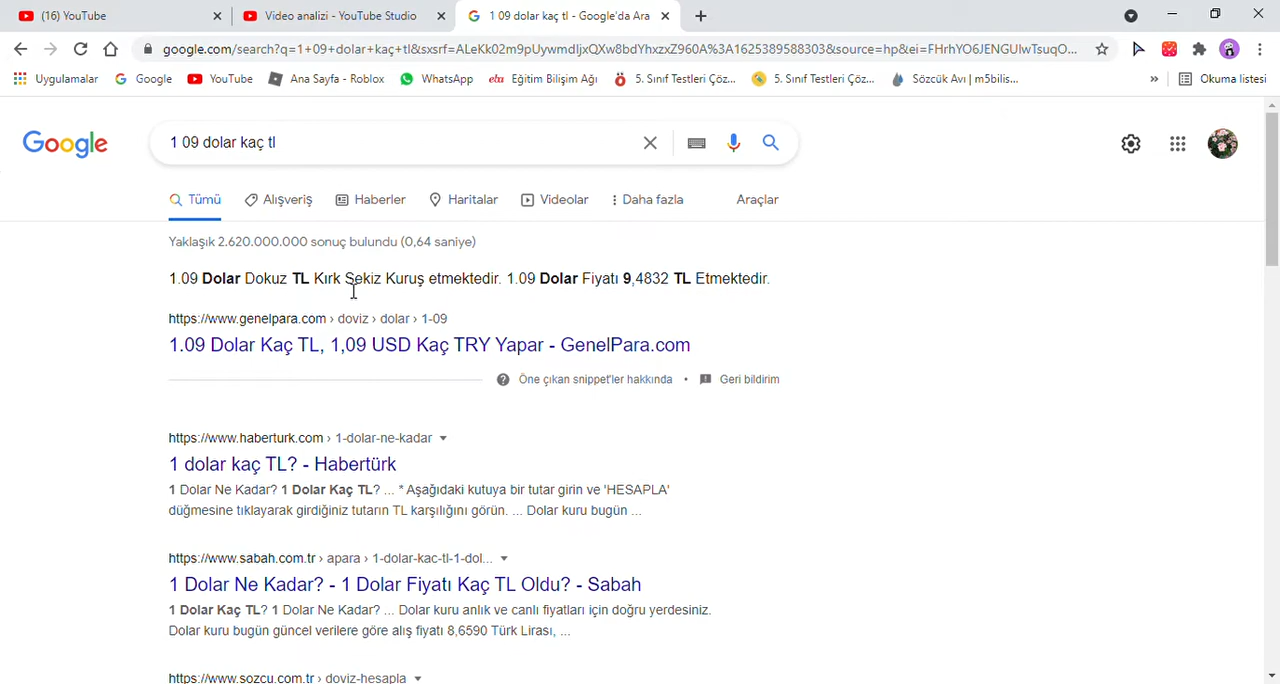 (16) YouTube
Video analizi - YouTube Studio
1 09 dolar kaç tl - Google'da Ara
google.com/search?q=1+09+dolar+kaç+tl&sxsrf=ALeKk02m9pUywmdIjxQXw8bdYhxzxZ960A%3A1625389588303&source=hp&ei=FHrhYO6JENGUlwTsuqO...
Uygulamalar
Google
YouTube
Ana Sayfa - Roblox
WhatsApp
eba Eğitim Bilişim Ağı
5. Sınıf Testleri Çöz...
5. Sınıf Testleri Çöz...
Sözcük Avı | m5bilis...
»
Okuma listesi
Google
1 09 dolar kaç tl
Tümü
Alışveriş
Haberler
Haritalar
Videolar
Daha fazla
Araçlar
Yaklaşık 2.620.000.000 sonuç bulundu (0,64 saniye)
1.09 Dolar Dokuz TL Kırk Sekiz Kuruş etmektedir. 1.09 Dolar Fiyatı 9,4832 TL Etmektedir.
https://www.genelpara.com › doviz › dolar › 1-09
1.09 Dolar Kaç TL, 1,09 USD Kaç TRY Yapar - GenelPara.com
Öne çıkan snippet'ler hakkında • Geri bildirim
https://www.haberturk.com › 1-dolar-ne-kadar
1 dolar kaç TL? - Habertürk
1 Dolar Ne Kadar? 1 Dolar Kaç TL? ... * Aşağıdaki kutuya bir tutar girin ve 'HESAPLA'
düğmesine tıklayarak girdiğiniz tutarın TL karşılığını görün. ... Dolar kuru bugün ...
https://www.sabah.com.tr › apara › 1-dolar-kac-tl-1-dol...
1 Dolar Ne Kadar? - 1 Dolar Fiyatı Kaç TL Oldu? - Sabah
1 Dolar Kaç TL? 1 Dolar Ne Kadar? ... Dolar kuru anlık ve canlı fiyatları için doğru yerdesiniz.
Dolar kuru bugün güncel verilere göre alış fiyatı 8,6590 Türk Lirası, ...
https://www.sozcu.com.tr › doviz-hesapla